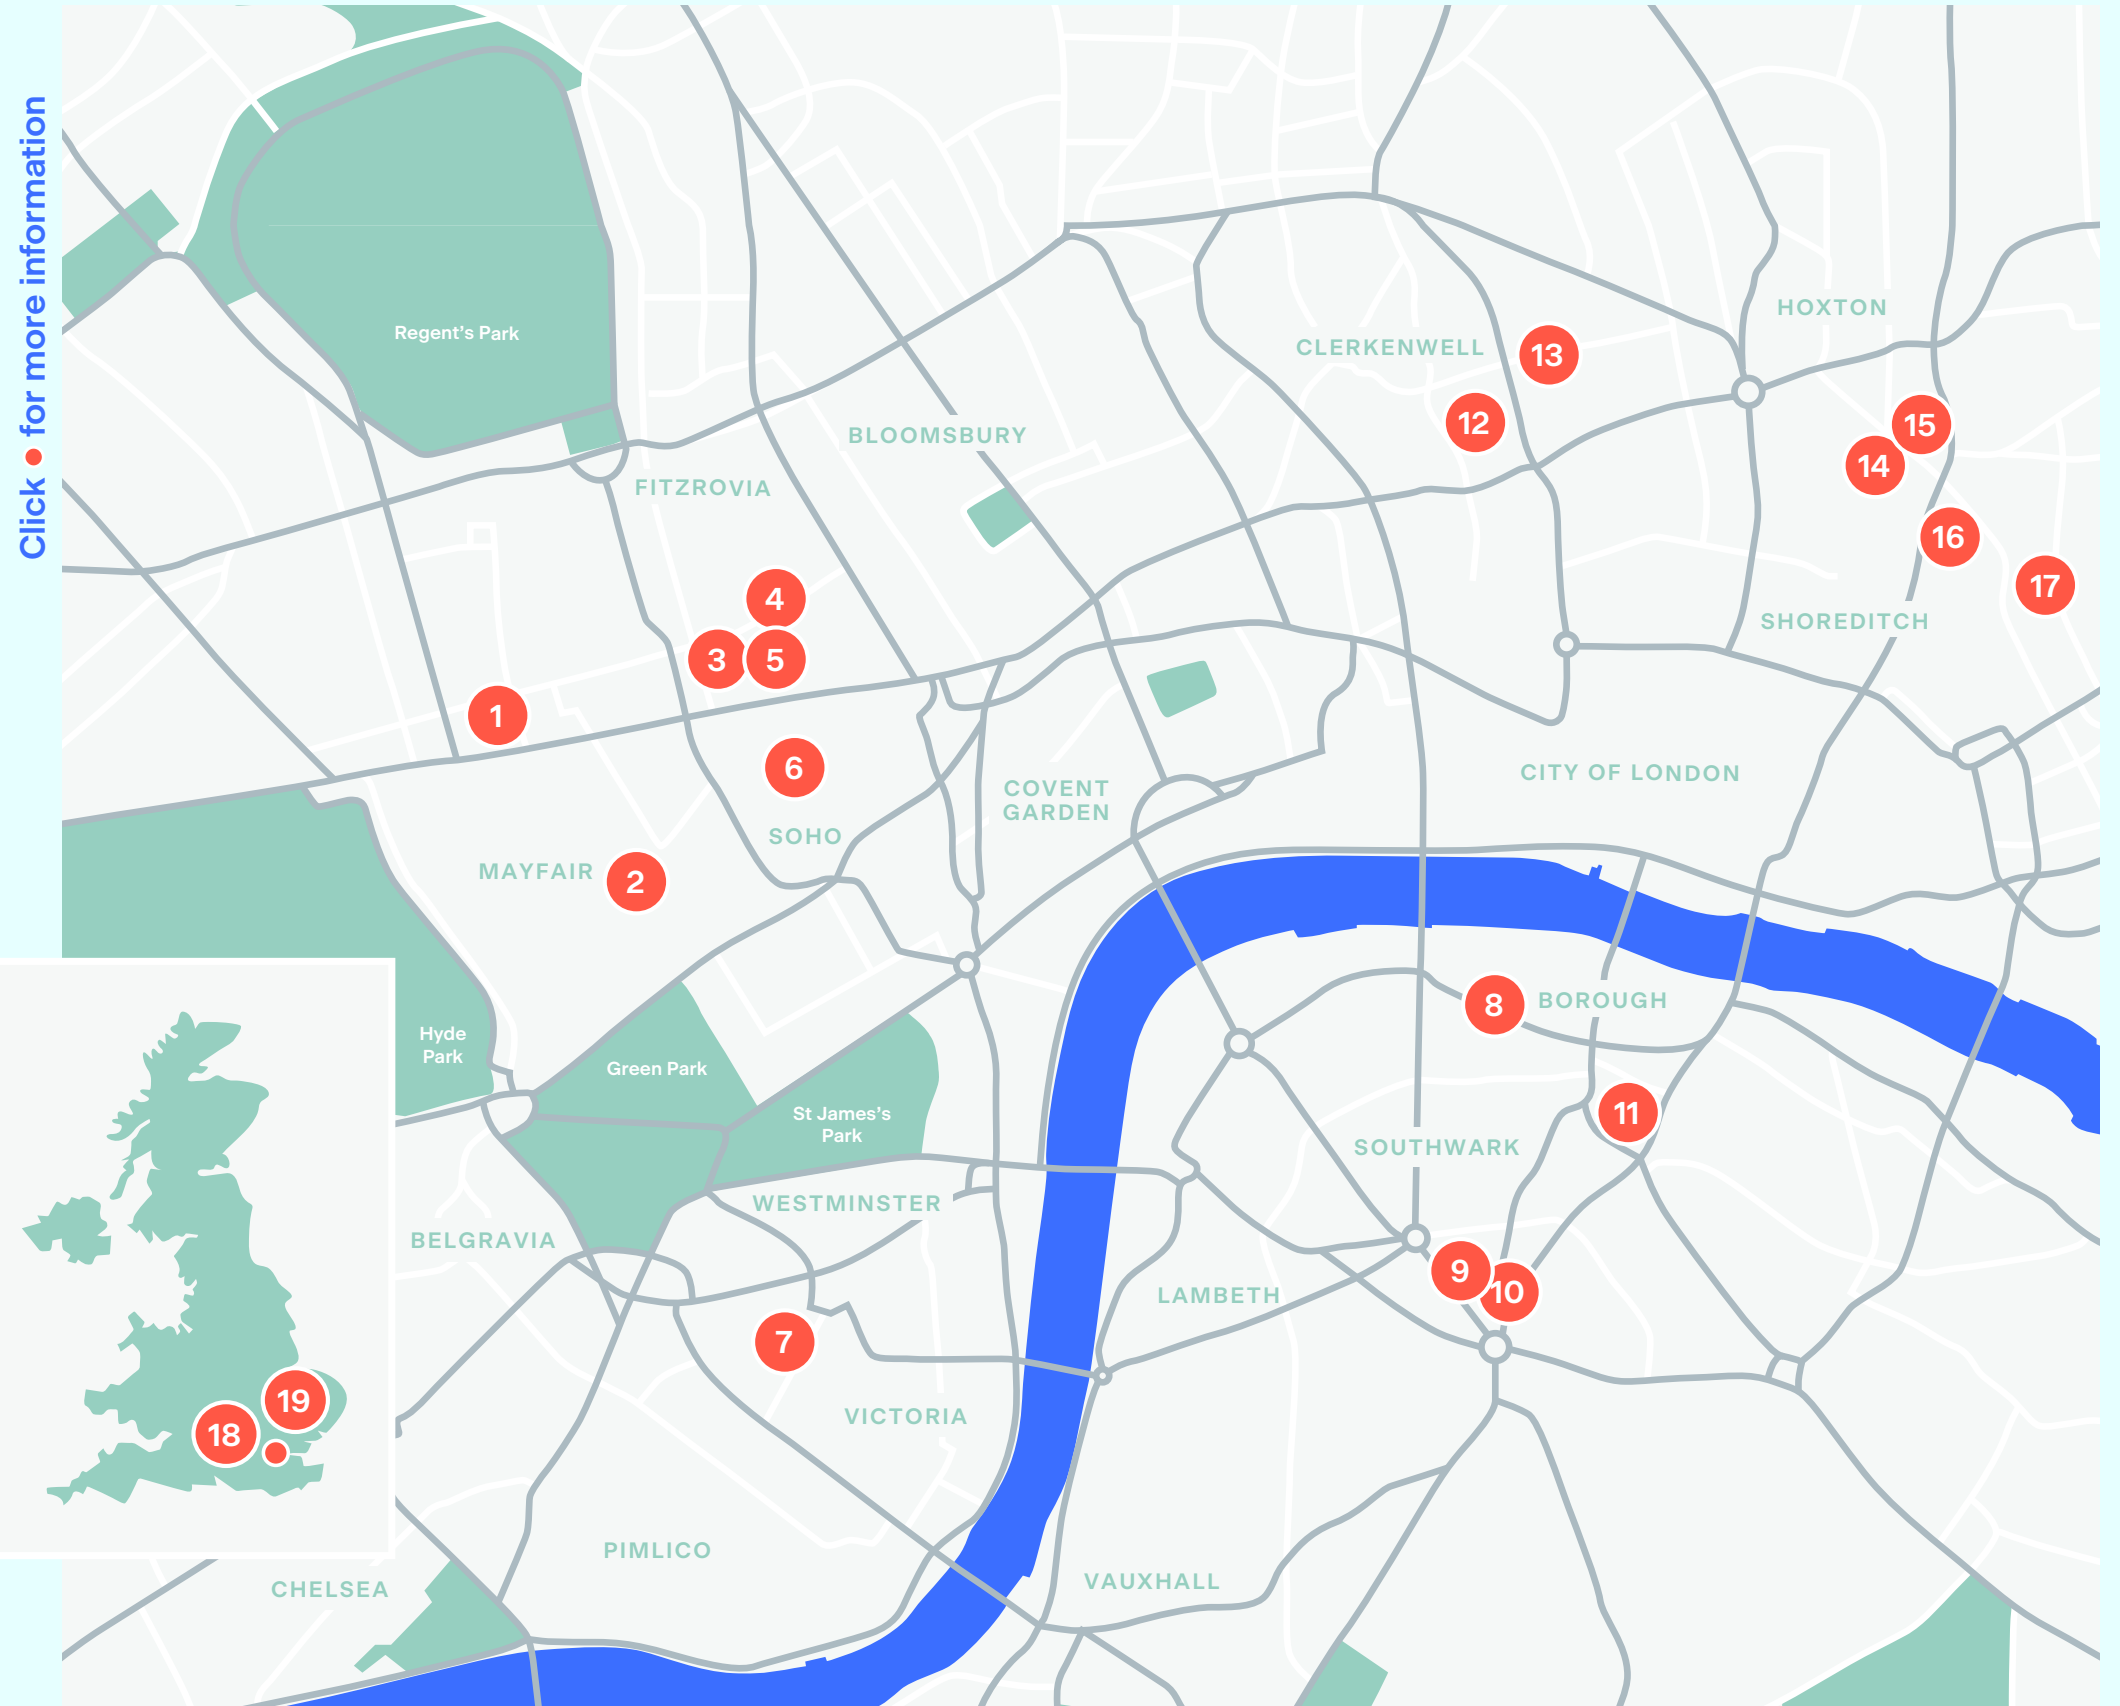 Click for more information
Regent's Park
HOXTON
CLERKENWELL
13
12
15
14
BLOOMSBURY
FITZROVIA
16
17
4
3
5
SHOREDITCH
1
6
COVENT
GARDEN
CITY OF LONDON
SOHO
MAYFAIR
2
8
BOROUGH
Hyde
Park
Green Park
St James's
Park
11
SOUTHWARK
WESTMINSTER
BELGRAVIA
9
10
LAMBETH
7
19
18
VICTORIA
PIMLICO
CHELSEA
VAUXHALL